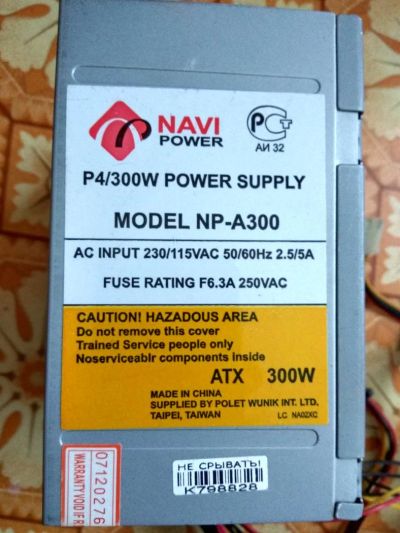 NAVI
POWER
РСТ
АИ 32
P4/300W POWER SUPPLY
MODEL NP-A300
AC INPUT 230/115VAC 50/60Hz 2.5/5A
FUSE RATING F6.3A 250VAC
CAUTION! HAZADOUS AREA
Do not remove this cover
Trained Service people only
Noserviceablr components inside
ATX 300W
MADE IN CHINA
SUPPLIED BY POLET WUNIK INT. LTD.
TAIPEI, TAIWAN
LC NA02XC
07120276
WARRANTY VOID IF
НЕ СРЫВАТЬ!
K798828